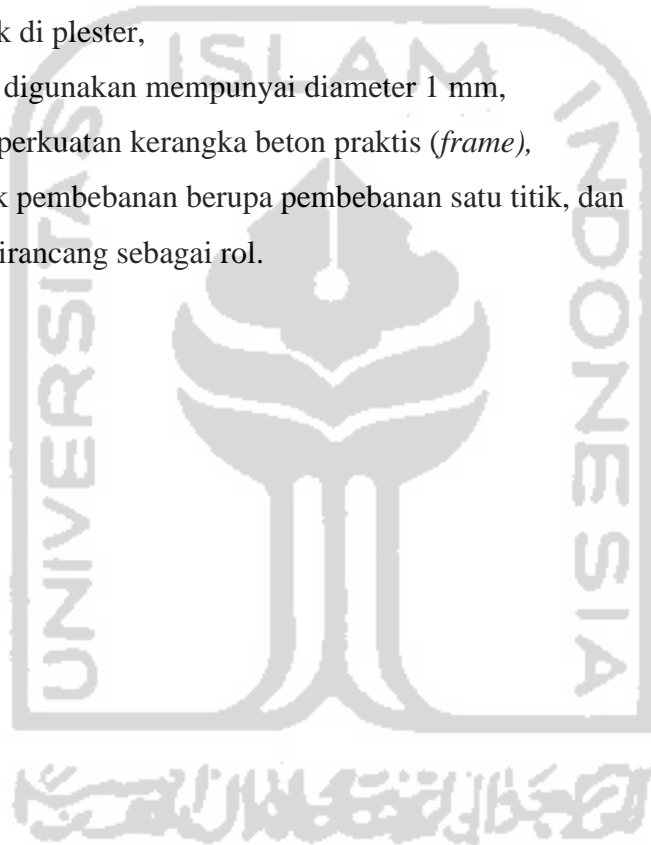 k di plester,
digunakan mempunyai diameter 1 mm,
perkuatan kerangka beton praktis (frame),
k pembebanan berupa pembebanan satu titik, dan
irancang sebagai rol.
ISLAM
UNIVERSITAS
INDONESIA